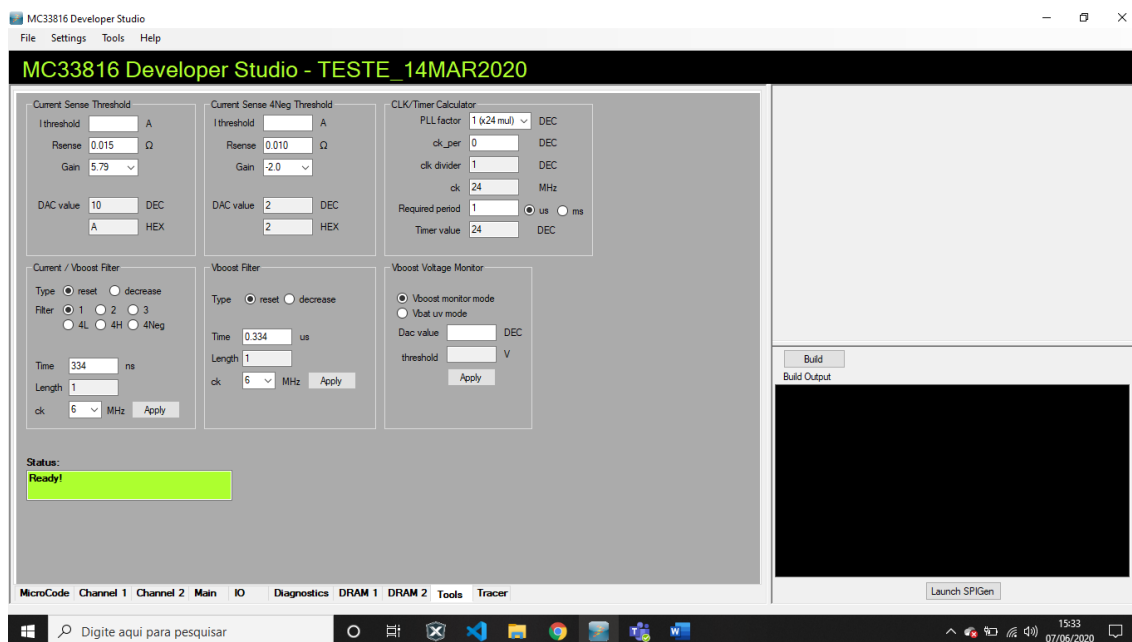 MC33816 Developer Studio
File Settings Tools Help
MC33816 Developer Studio - TESTE_14MAR2020
Current Sense Threshold
I threshold A
Rsense 0.015 Ω
Gain 5.79
DAC value 10 DEC
A HEX
Current Sense 4Neg Threshold
I threshold A
Rsense 0.010 Ω
Gain -2.0
DAC value 2 DEC
2 HEX
CLK/Timer Calculator
PLL factor 1 (x24 mul) DEC
ck_per 0 DEC
clk divider 1 DEC
ck 24 MHz
Required period 1 us ms
Timer value 24 DEC
Current / Vboost Filter
Type reset decrease
Filter 1 2 3
4L 4H 4Neg
Time 334 ns
Length 1
ck 6 MHz Apply
Vboost Filter
Type reset decrease
Time 0.334 us
Length 1
ck 6 MHz Apply
Vboost Voltage Monitor
Vboost monitor mode
Vbat uv mode
Dac value DEC
threshold V
Apply
Status:
Ready!
Build
Build Output
Launch SPIGen
MicroCode Channel 1 Channel 2 Main IO Diagnostics DRAM 1 DRAM 2 Tools Tracer
Digite aqui para pesquisar
15:33
07/06/2020